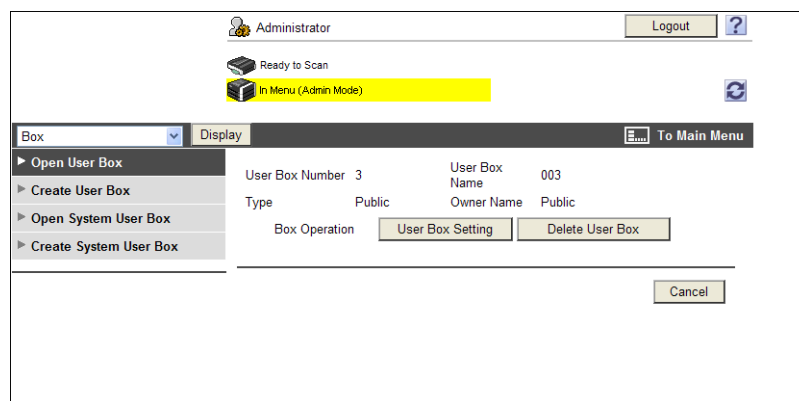 Administrator
Logout
?
Ready to Scan
In Menu (Admin Mode)
Box
Display
To Main Menu
Open User Box
Create User Box
Open System User Box
Create System User Box
User Box Number 3 User Box Name 003
Type Public Owner Name Public
Box Operation User Box Setting Delete User Box
Cancel